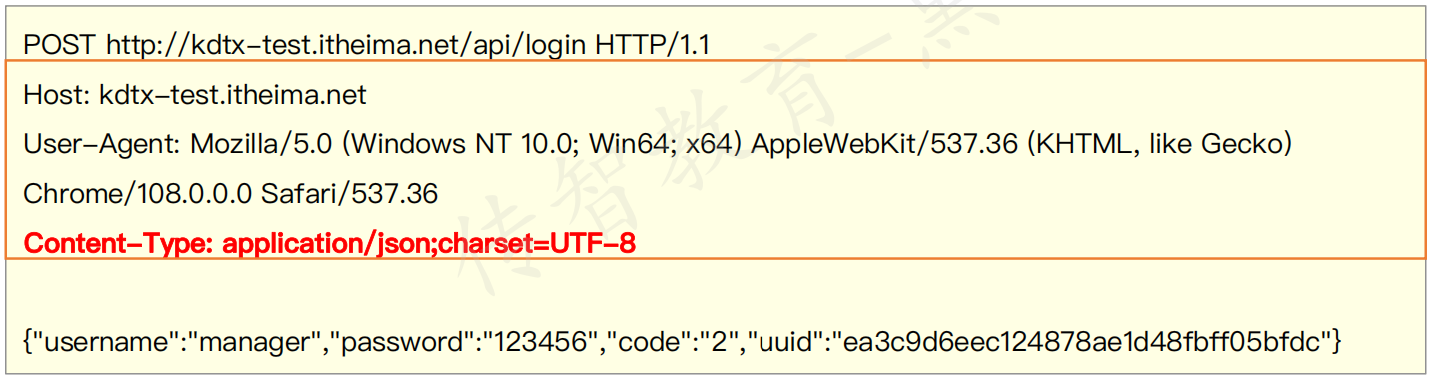 POST http://kdtx-test.itheima.net/api/login HTTP/1.1
Host: kdtx-test.itheima.net
User-Agent: Mozilla/5.0 (Windows NT 10.0; Win64; x64) AppleWebKit/537.36 (KHTML, like Gecko)
Chrome/108.0.0.0 Safari/537.36
Content-Type: application/json;charset=UTF-8
{"username":"manager","password":"123456","code":"2","uuid":"ea3c9d6eec124878ae1d48fbff05bfdc"}
传智教育-黑